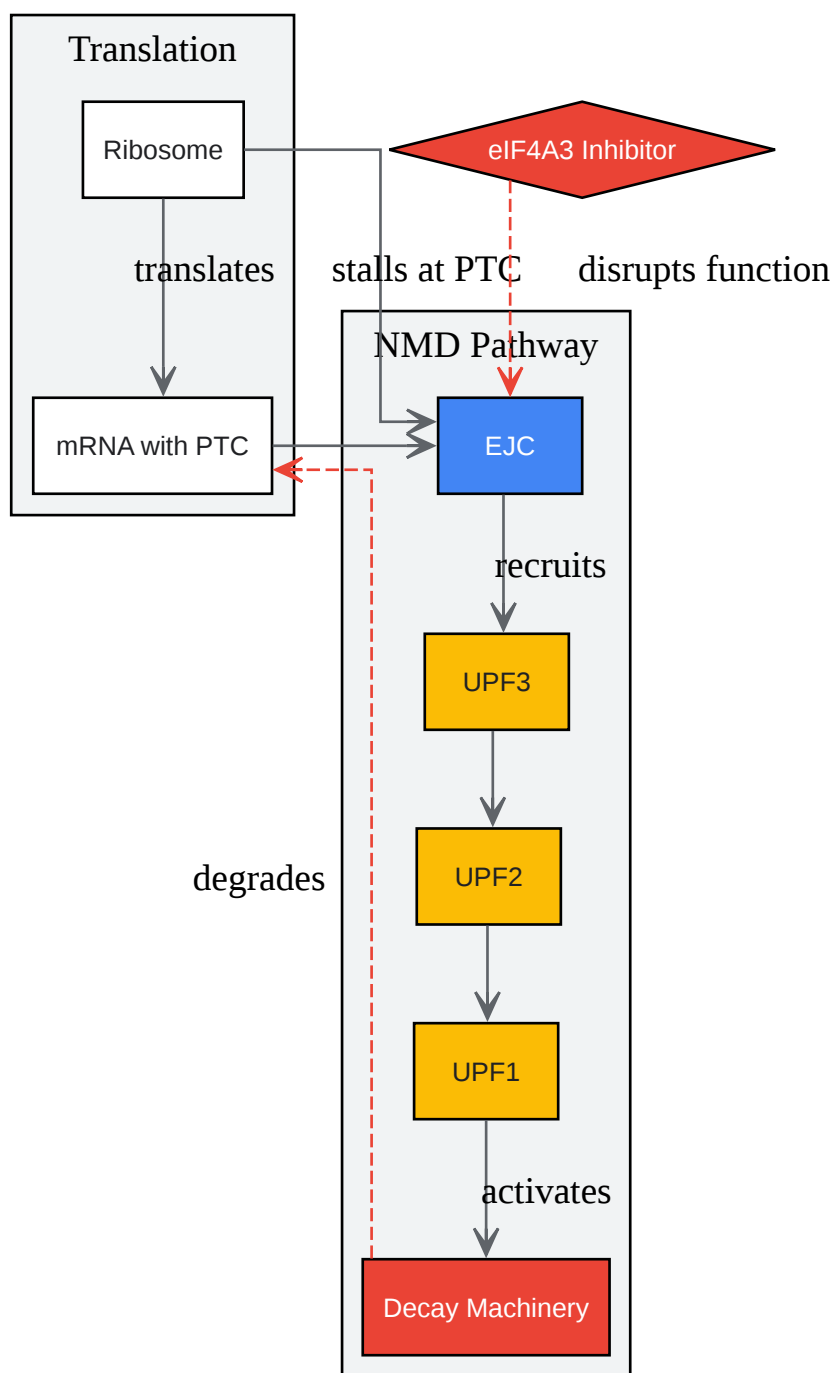 Translation
Ribosome
eIF4A3 Inhibitor
translates
stalls at PTC
disrupts function
NMD Pathway
mRNA with PTC
EJC
recruits
UPF3
degrades
UPF2
UPF1
activates
Decay Machinery